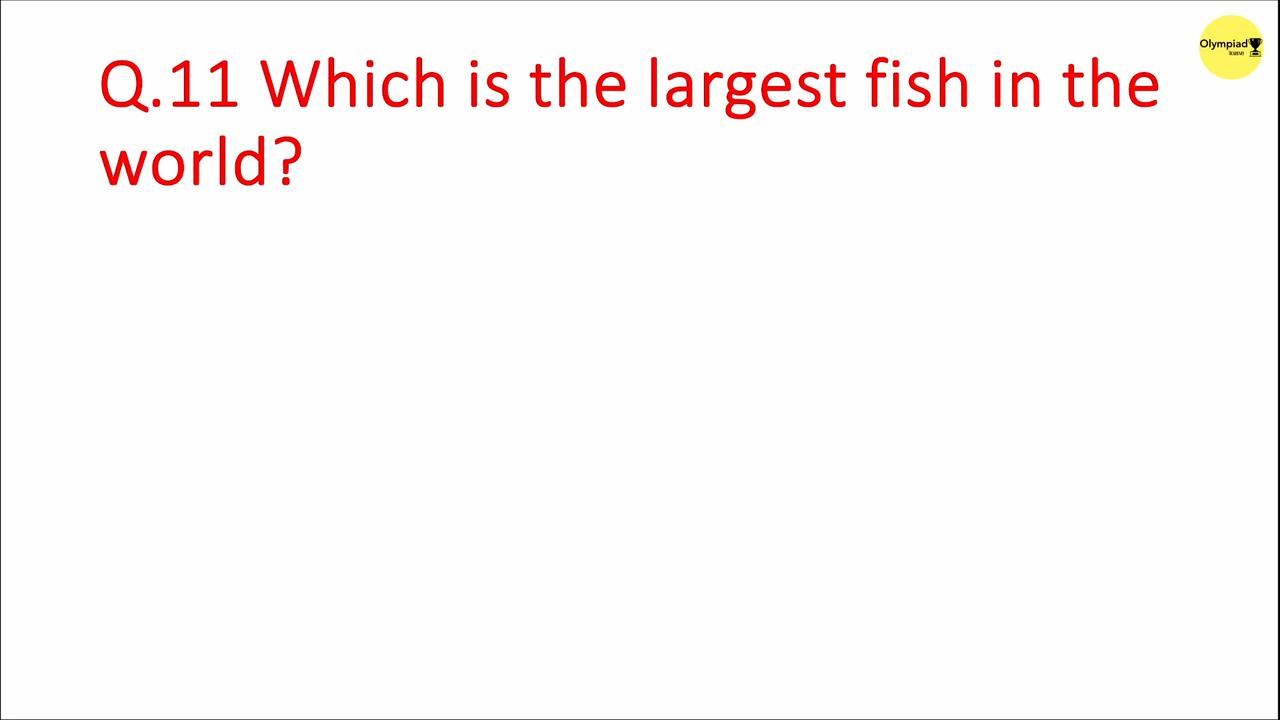 Q.11 Which is the largest fish in the
world?
Olympiad